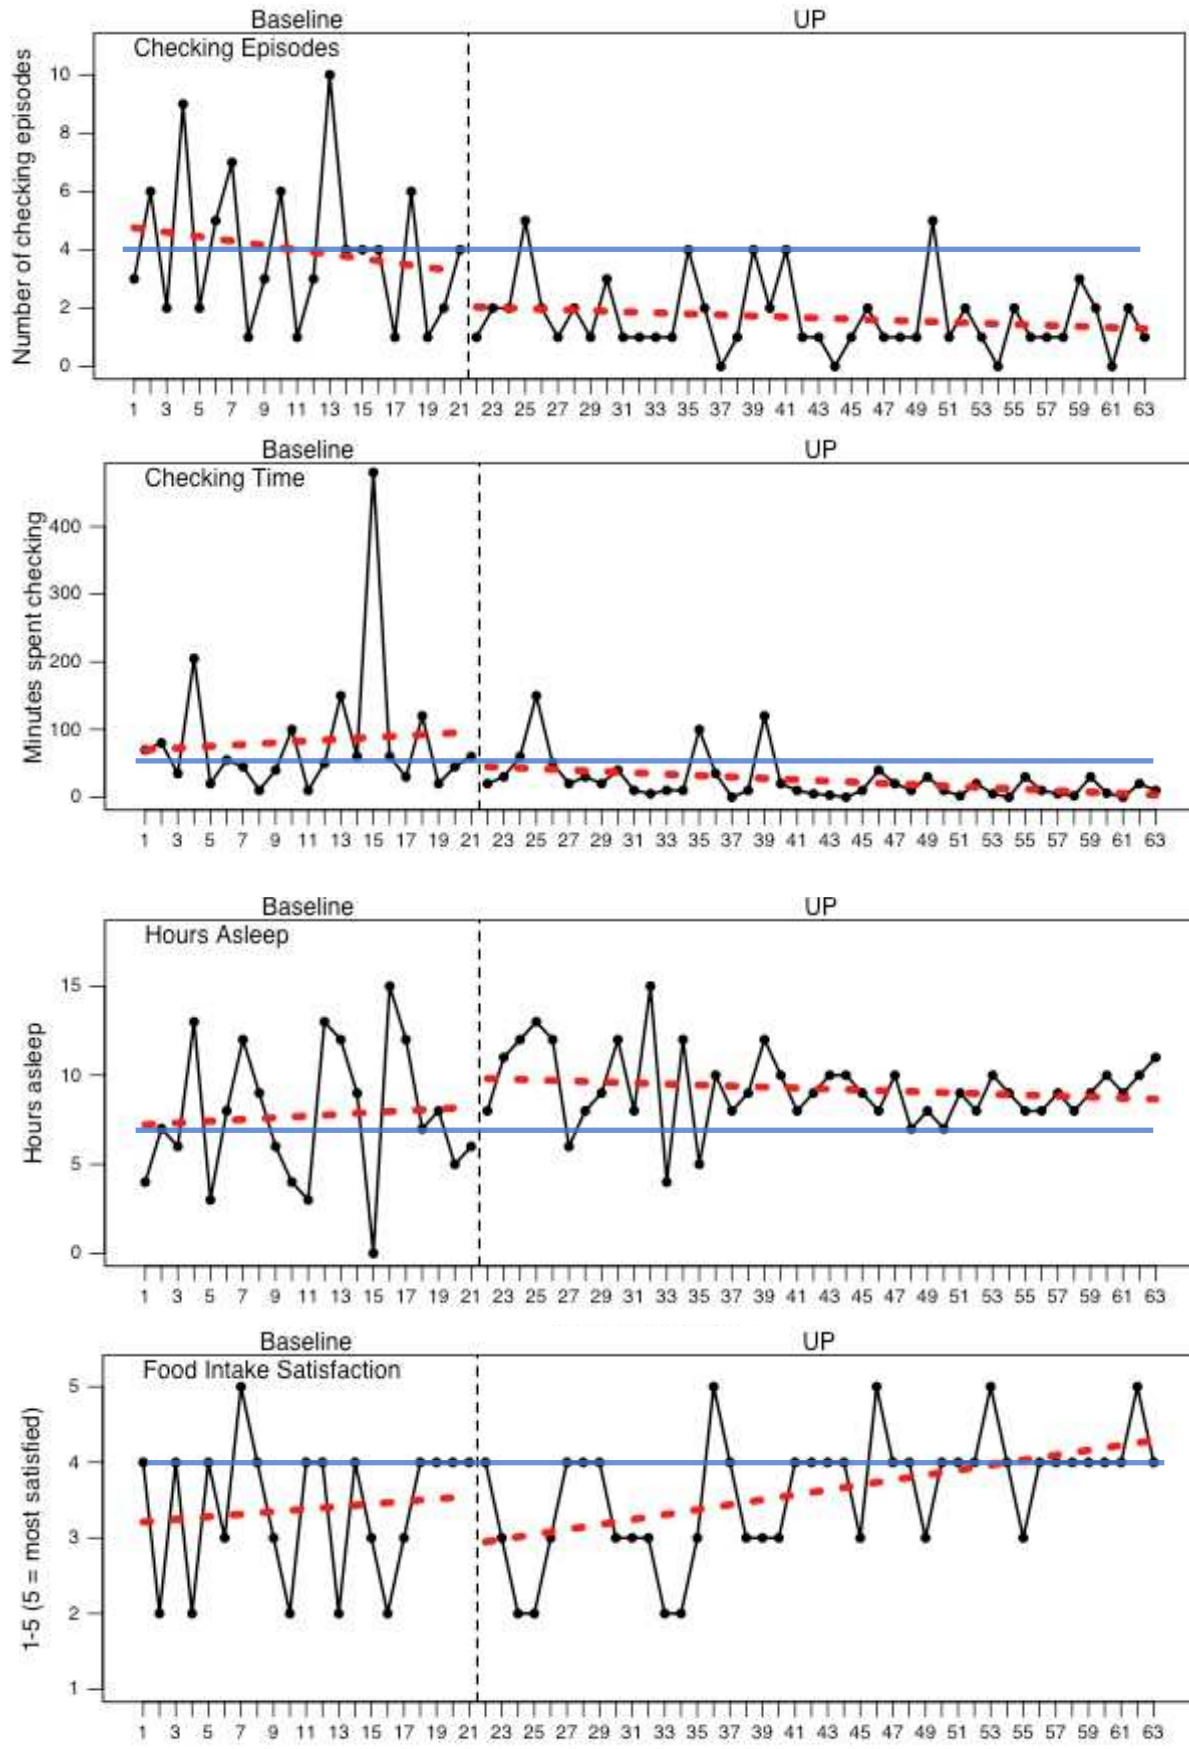 Baseline UP
Checking Episodes
Number of checking episodes
10
8
6
4
2
0
1 3 5 7 9 11 13 15 17 19 21 23 25 27 29 31 33 35 37 39 41 43 45 47 49 51 53 55 57 59 61 63
Baseline UP
Checking Time
Minutes spent checking
400
300
200
100
0
1 3 5 7 9 11 13 15 17 19 21 23 25 27 29 31 33 35 37 39 41 43 45 47 49 51 53 55 57 59 61 63
Baseline UP
Hours Asleep
Hours asleep
15
10
5
0
1 3 5 7 9 11 13 15 17 19 21 23 25 27 29 31 33 35 37 39 41 43 45 47 49 51 53 55 57 59 61 63
Baseline UP
Food Intake Satisfaction
1-5 (5 = most satisfied)
5
4
3
2
1
1 3 5 7 9 11 13 15 17 19 21 23 25 27 29 31 33 35 37 39 41 43 45 47 49 51 53 55 57 59 61 63